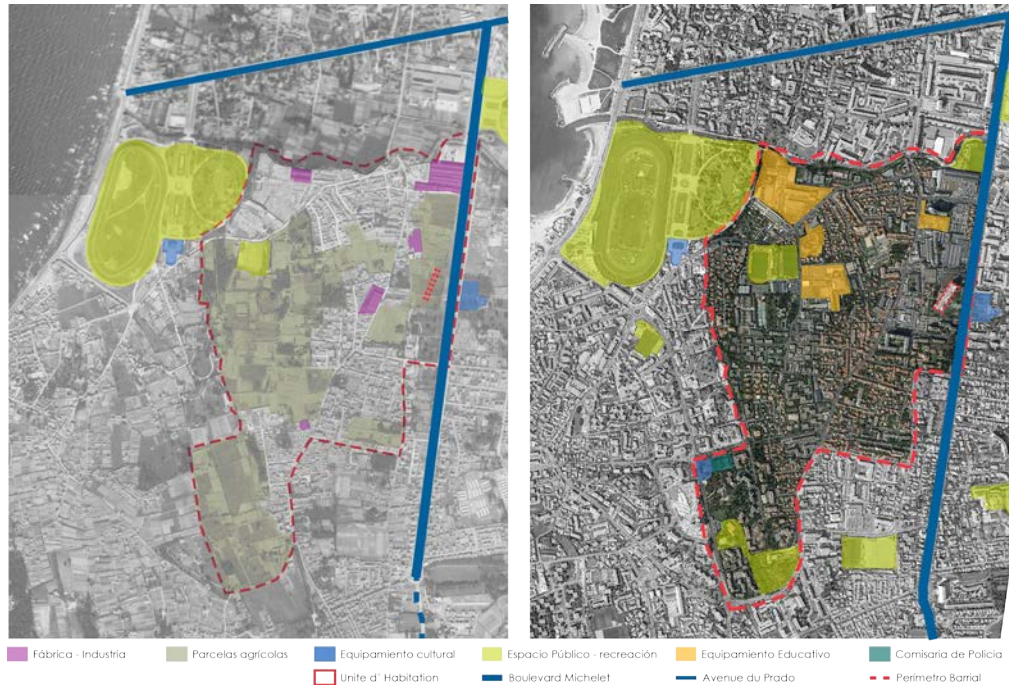 Fábrica - Industria Parcelas agrícolas Equipamiento cultural Espacio Público - recreación Equipamiento Educativo Comisaria de Policia
Unite d' Habitation Boulevard Michelet Avenue du Prado Perímetro Barrial